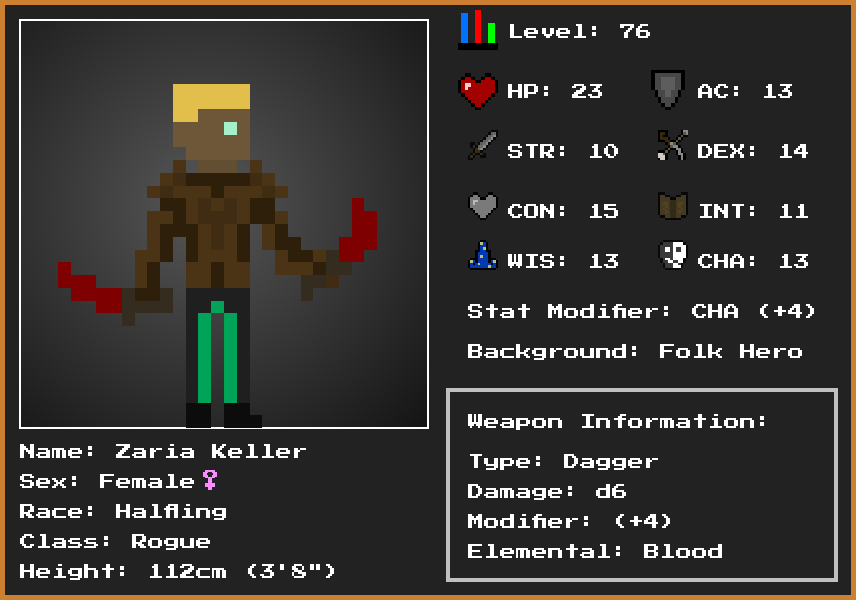 Level: 76
HP: 23
AC: 13
STR: 10
DEX: 14
CON: 15
INT: 11
WIS: 13
CHA: 13
Stat Modifier: CHA (+4)
Background: Folk Hero
Weapon Information:
Type: Dagger
Damage: d6
Modifier: (+4)
Elemental: Blood
Name: Zaria Keller
Sex: Female♀
Race: Halfling
Class: Rogue
Height: 112cm (3'8")